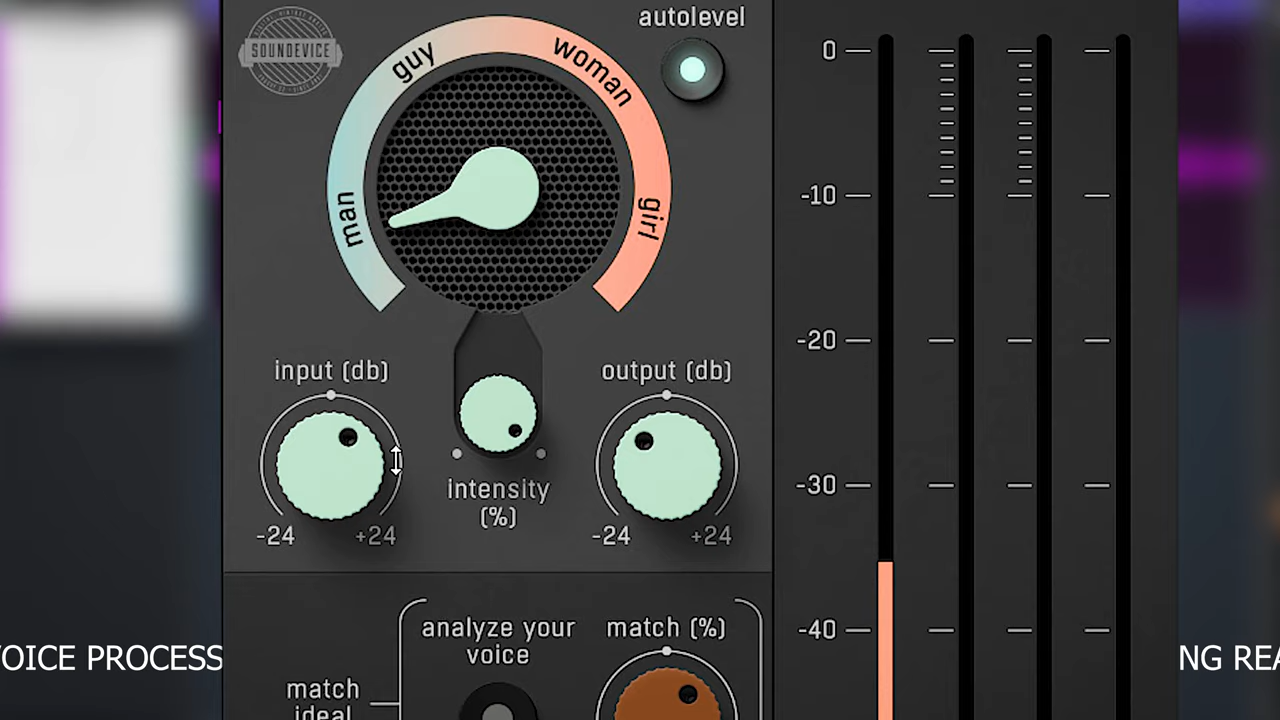 SOUNDEVICE
autolevel
man
guy
woman
girl
input (db)
-24
+24
intensity
(%)
output (db)
-24
+24
0
-10
-20
-30
-40
analyze your
voice
match (%)
match
ideal
OICE PROCESS
NG REA